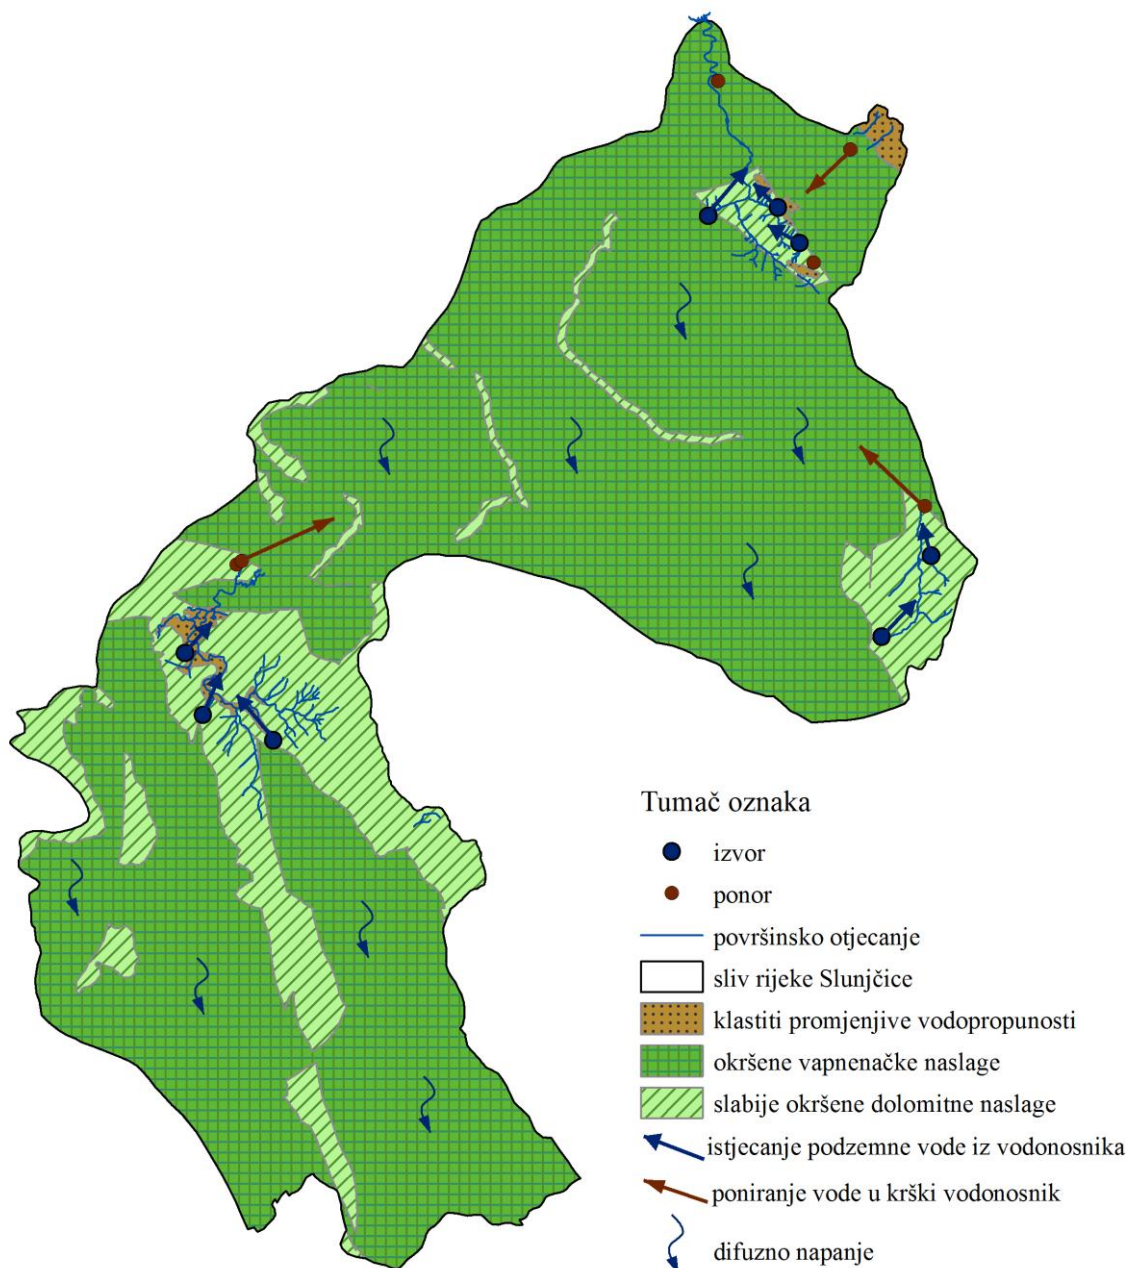 Tumač oznaka
izvor
ponor
površinsko otjecanje
sliv rijeke Slunjčice
klastiti promjenjive vodopropunosti
okršene vapnenačke naslage
slabije okršene dolomitne naslage
istjecanje podzemne vode iz vodonosnika
poniranje vode u krški vodonosnik
difuzno napanje